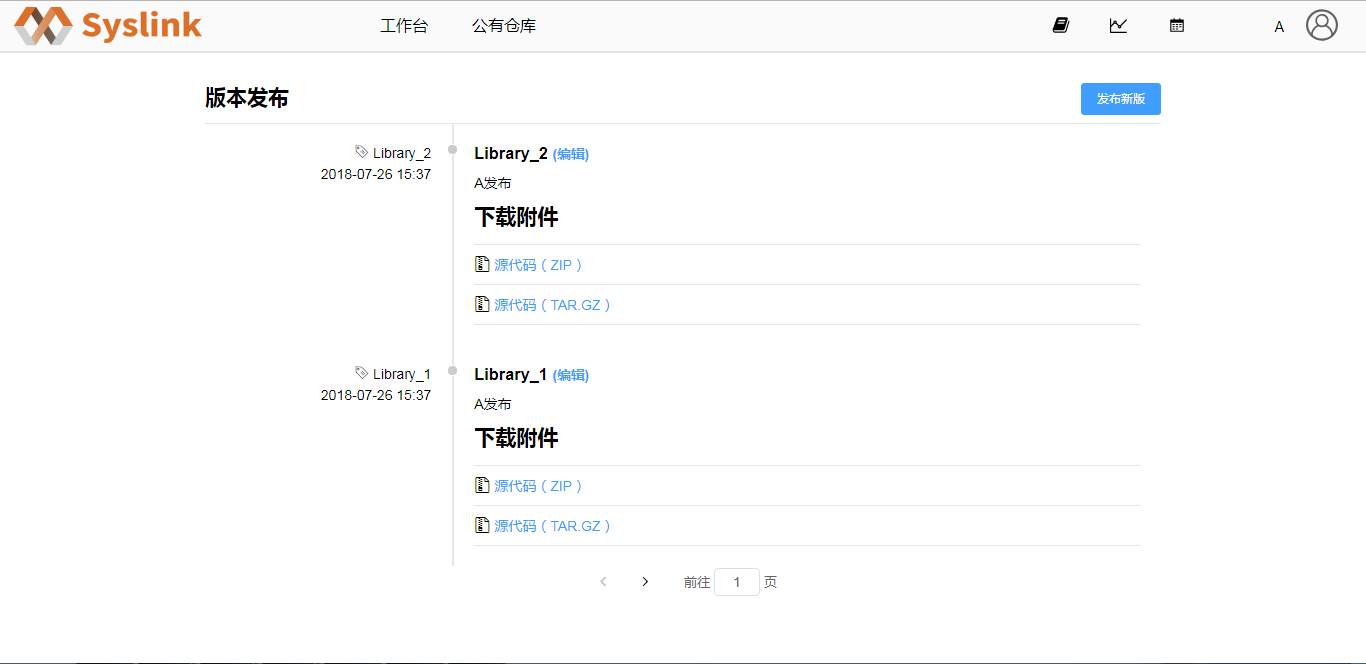 Syslink 工作台 公有仓库 A
版本发布 发布新版
Library_2
2018-07-26 15:37
Library_2 (编辑)
A发布
下载附件
源代码（ZIP）
源代码（TAR.GZ）
Library_1
2018-07-26 15:37
Library_1 (编辑)
A发布
下载附件
源代码（ZIP）
源代码（TAR.GZ）
前往 1 页